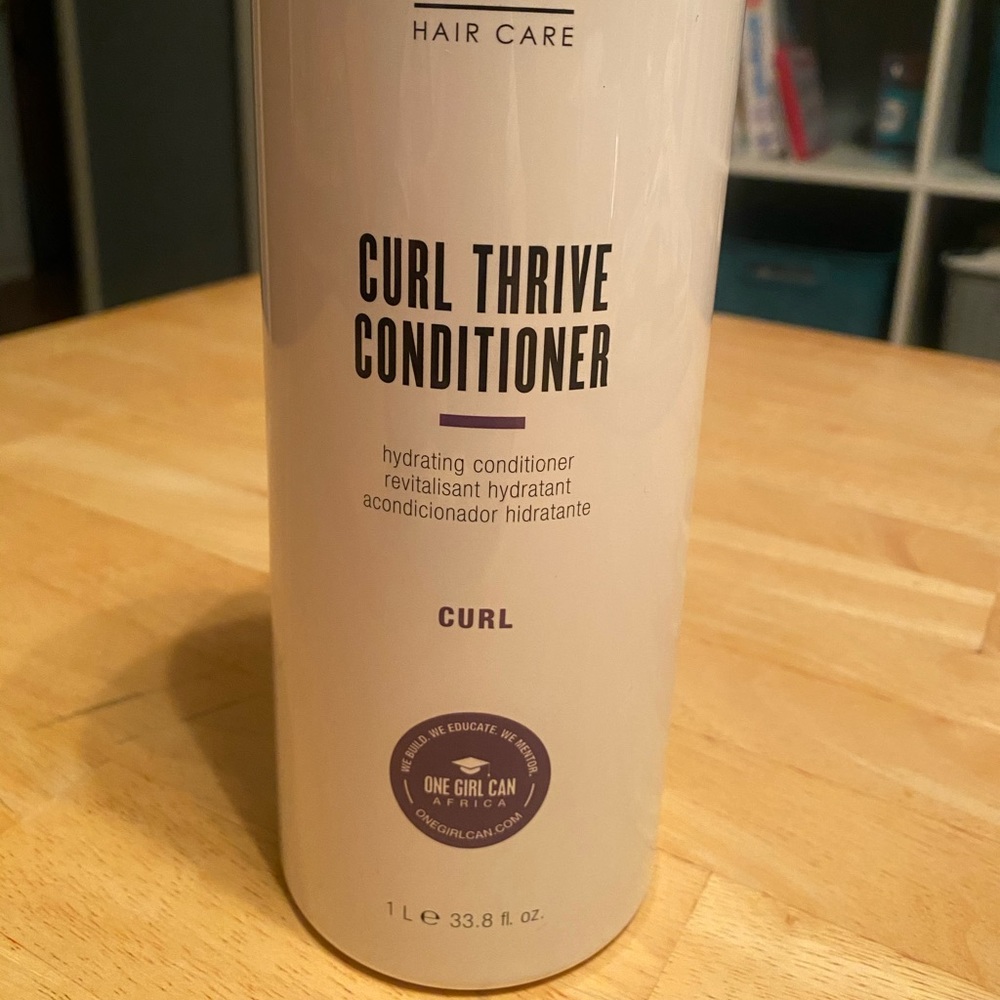 HAIR CARE
CURL THRIVE
CONDITIONER
hydrating conditioner
revitalisant hydratant
acondicionador hidratante
CURL
WE BUILD. WE EDUCATE. WE MENTOR.
ONE GIRL CAN
AFRICA
ONEGIRLCAN.COM
1 L ℮ 33.8 fl. oz.